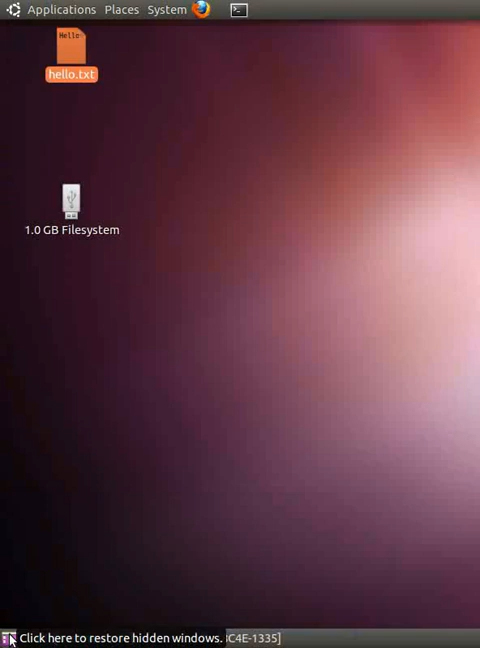 Applications Places System
Hello
hello.txt
1.0 GB Filesystem
Click here to restore hidden windows.
C4E-1335]